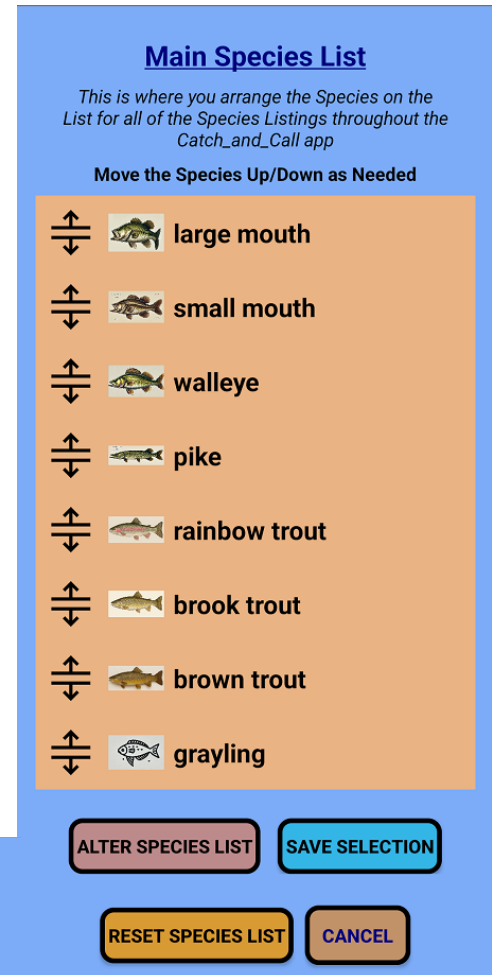 Main Species List
This is where you arrange the Species on the
List for all of the Species Listings throughout the
Catch_and_Call app
Move the Species Up/Down as Needed
large mouth
small mouth
walleye
pike
rainbow trout
brook trout
brown trout
grayling
ALTER SPECIES LIST
SAVE SELECTION
RESET SPECIES LIST
CANCEL